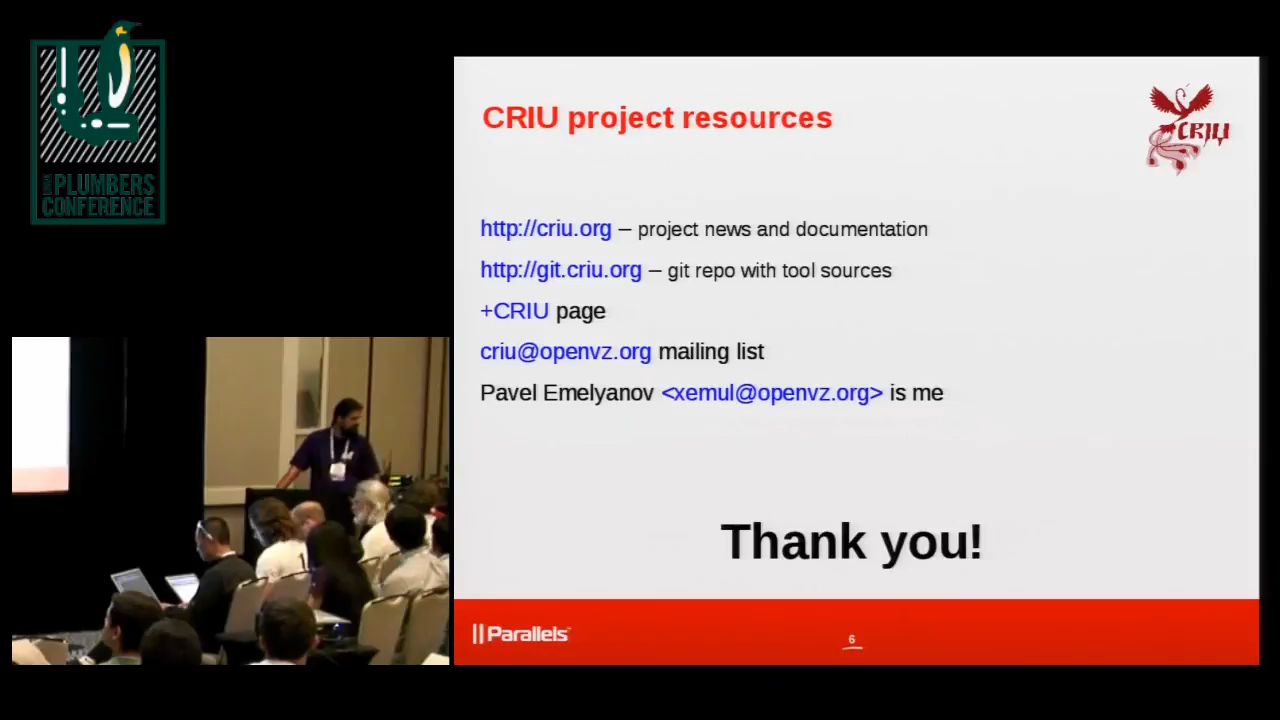 LINUX PLUMBERS
CONFERENCE
CRIU project resources
CRIU
http://criu.org – project news and documentation
http://git.criu.org – git repo with tool sources
+CRIU page
criu@openvz.org mailing list
Pavel Emelyanov <xemul@openvz.org> is me
Thank you!
Parallels
6